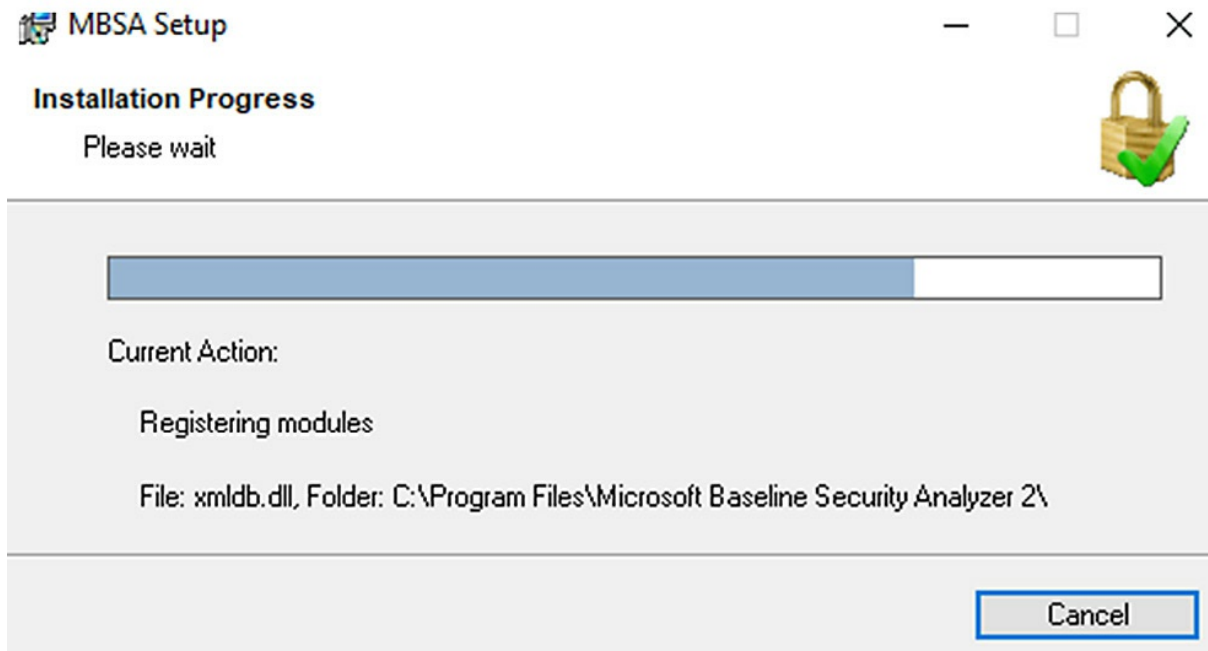 MBSA Setup
Installation Progress
Please wait
Current Action:
Registering modules
File: xmldb.dll, Folder: C:\Program Files\Microsoft Baseline Security Analyzer 2\
Cancel